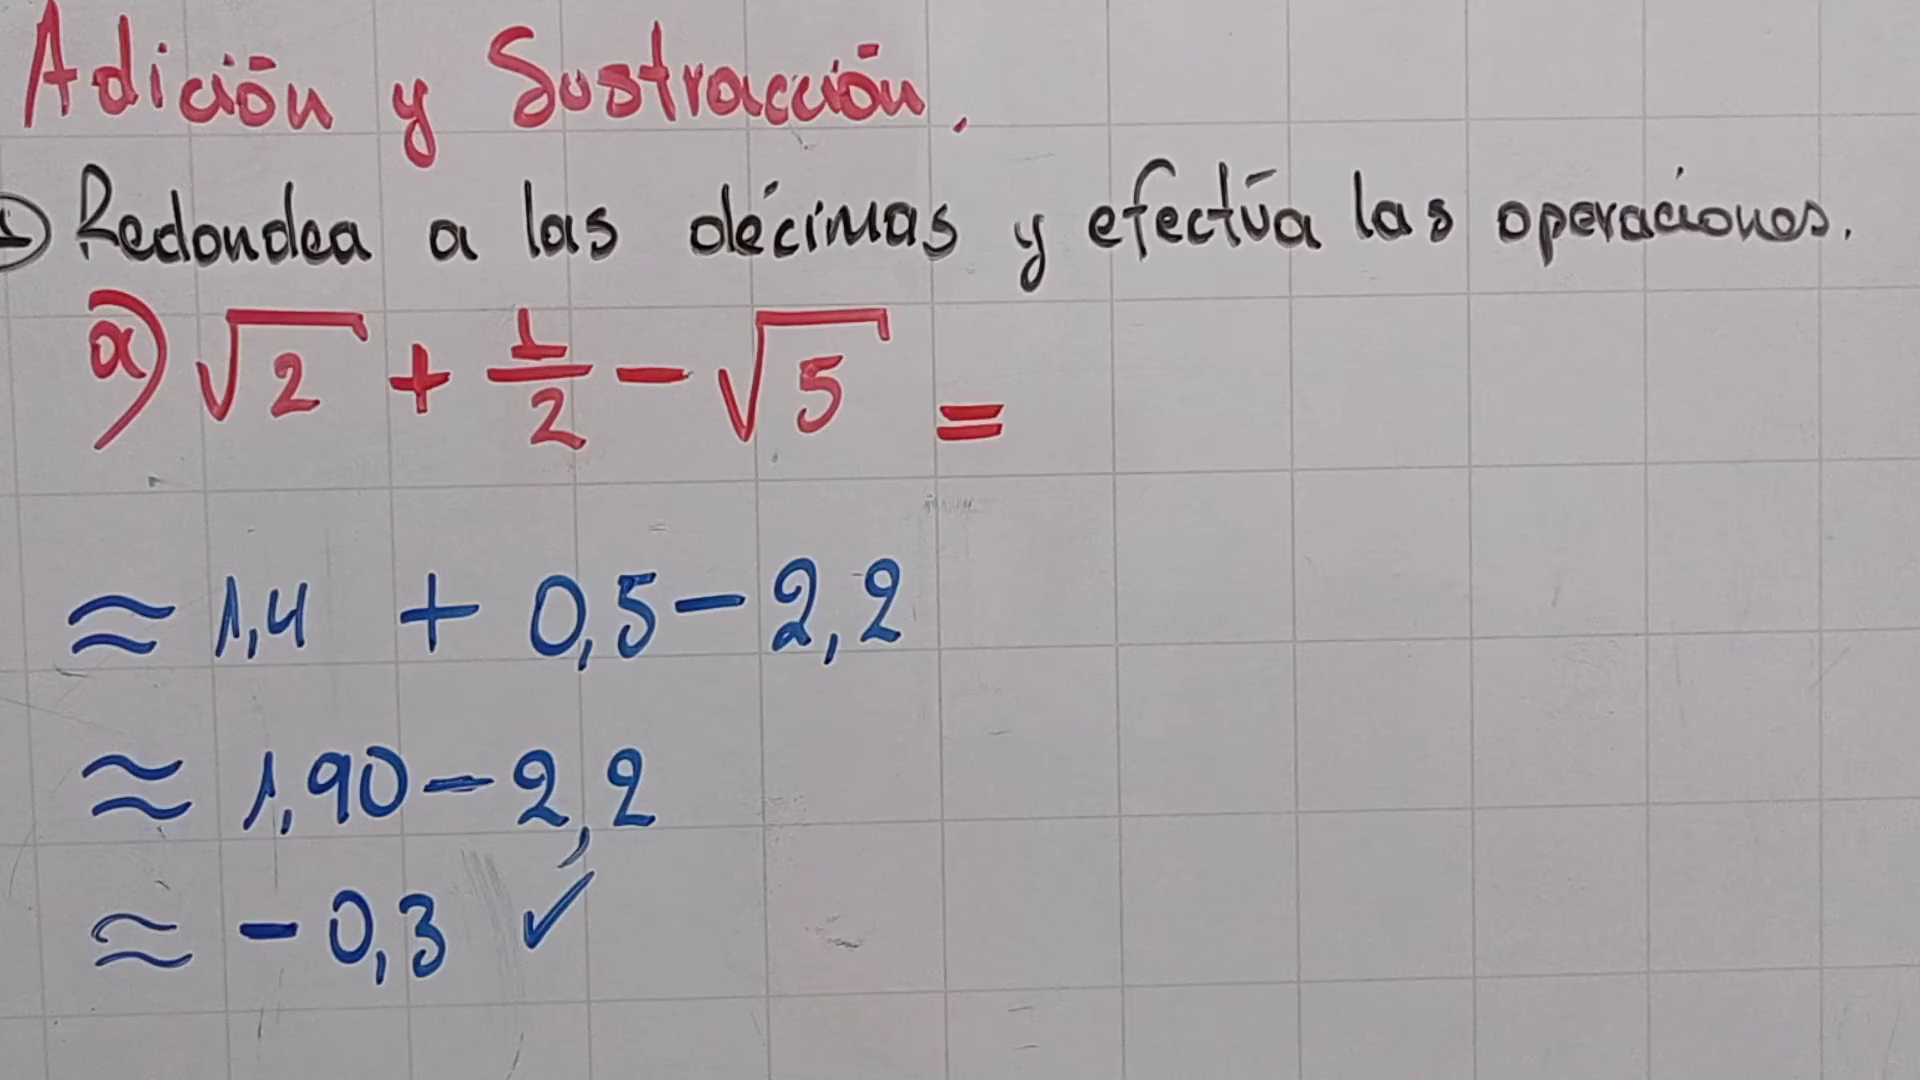 Adición y Sustracción.
1) Redondea a las décimas y efectúa las operaciones.
a) √2 + 1/2 - √5 =
≈ 1,4 + 0,5 - 2,2
≈ 1,90 - 2,2
≈ - 0,3 ✓